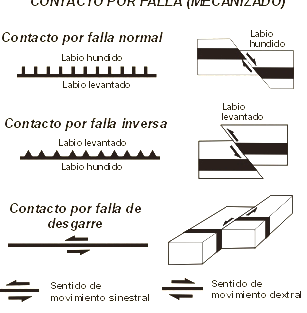 CONTACTO POR FALLA (MECANIZADO)
Contacto por falla normal
Labio hundido
Labio levantado
Labio
hundido
Contacto por falla inversa
Labio levantado
Labio hundido
Labio
levantado
Contacto por falla de
desgarre
Sentido de
movimiento sinestral
Sentido de
movimiento dextral